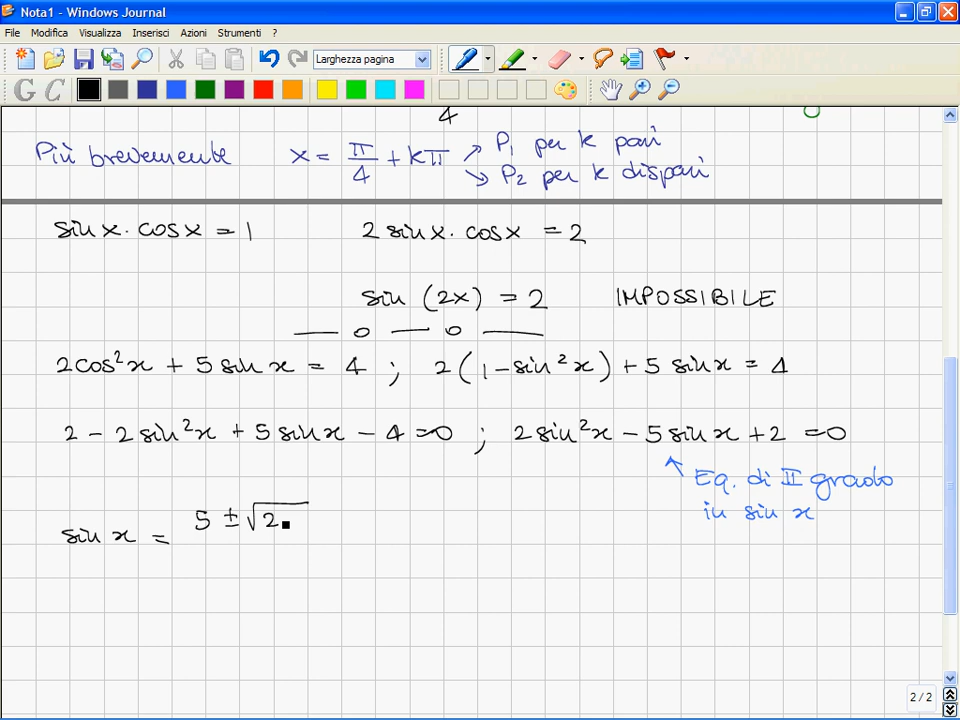 Nota1 - Windows Journal
File Modifica Visualizza Inserisci Azioni Strumenti ?
Larghezza pagina
G C
4
Più brevemente x = π/4 + kπ ↗ P₁ per k pari
↘ P₂ per k dispari
sin x · cos x = 1 2 sin x · cos x = 2
sin (2x) = 2 IMPOSSIBILE
— o — o —
2cos²x + 5 sin x = 4 ; 2(1 - sin²x) + 5 sin x = 4
2 - 2 sin²x + 5 sin x - 4 = 0 ; 2 sin²x - 5 sin x + 2 = 0
Eq. di II grado
in sin x
sin x = 5 ± √2
2 / 2